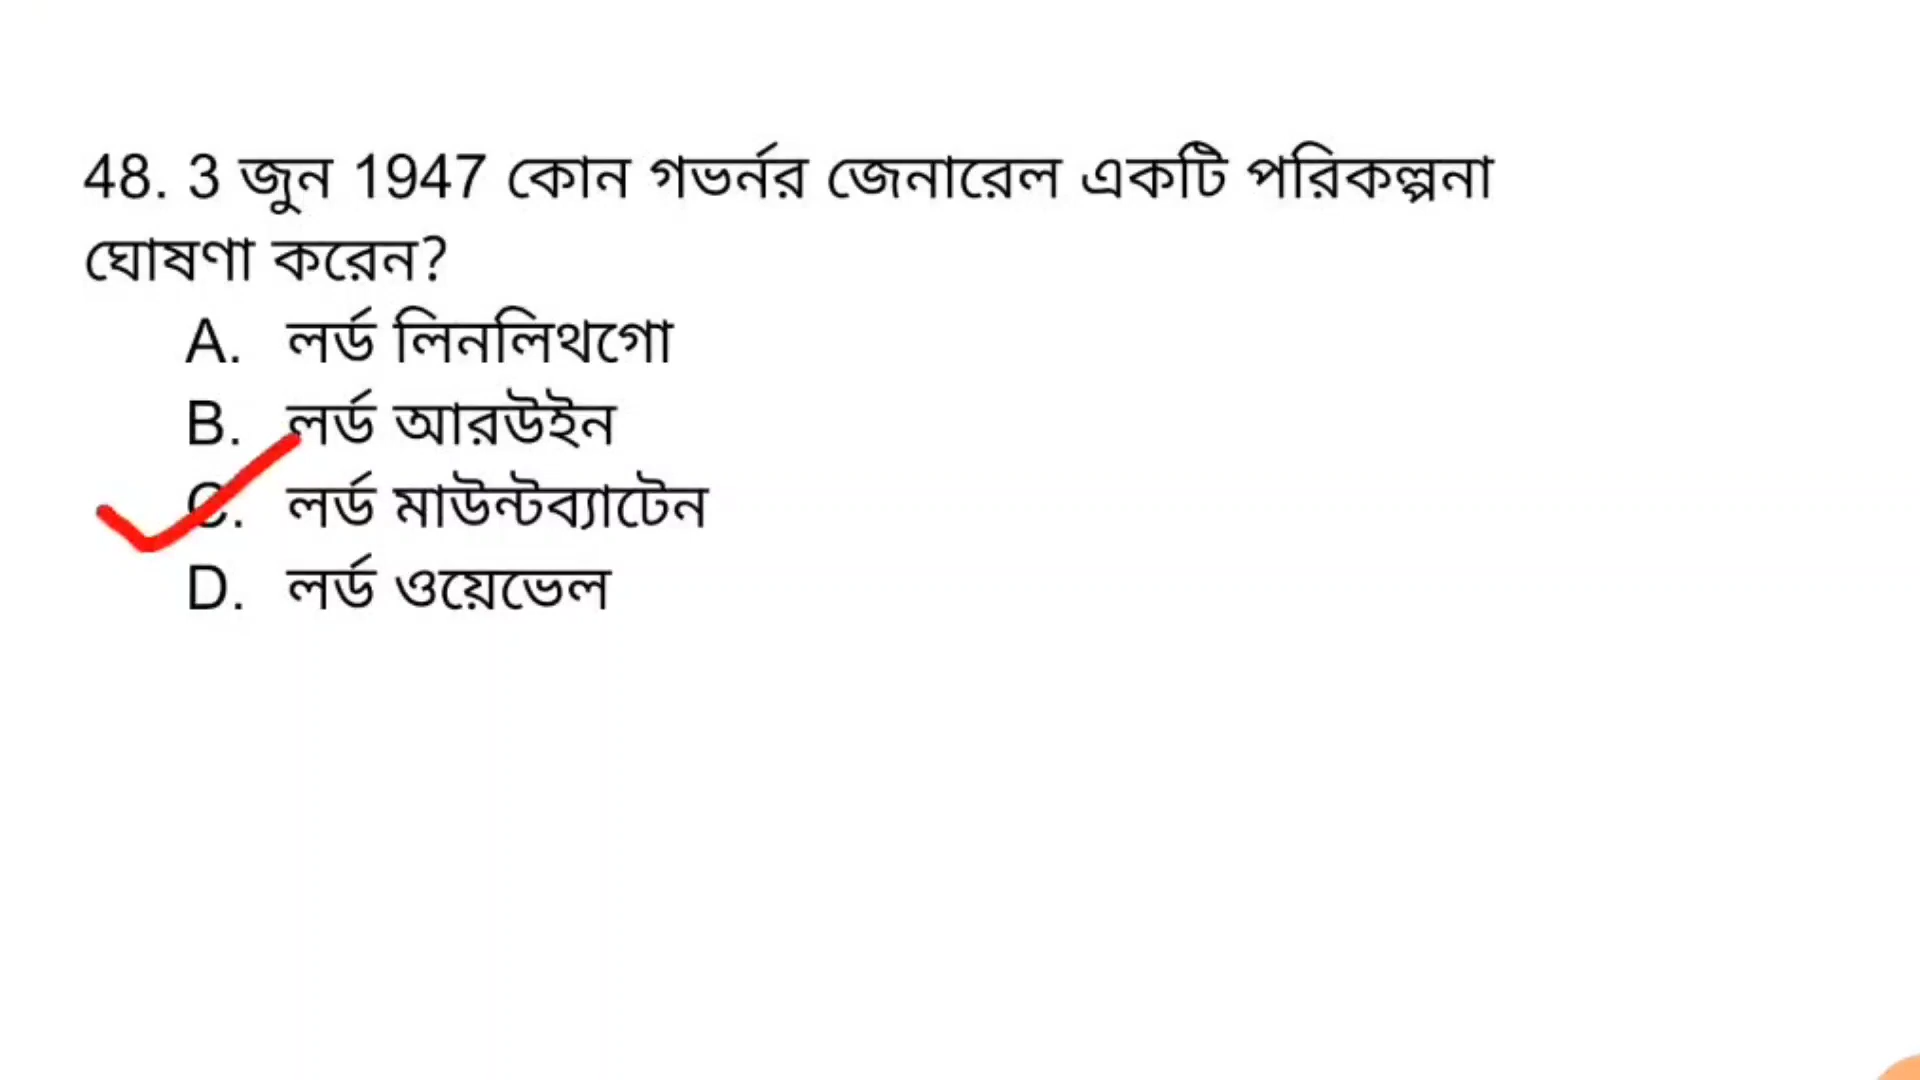 48. 3 জুন 1947 কোন গভর্নর জেনারেল একটি পরিকল্পনা
ঘোষণা করেন?
A. লর্ড লিনলিথগো
B. লর্ড আরউইন
C. লর্ড মাউন্টব্যাটেন
D. লর্ড ওয়েভেল